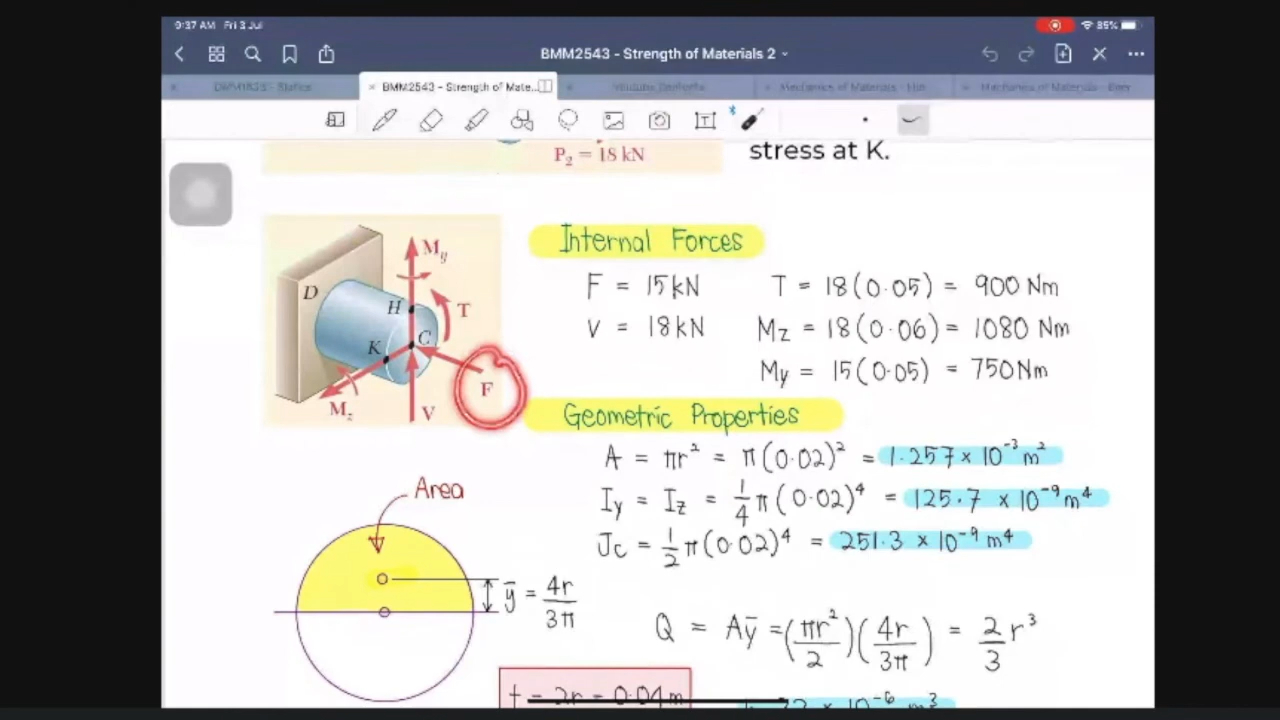 9:37 AM Fri 3 Jul
85%
BMM2543 - Strength of Materials 2
BMM2543 - Strength of Mate...
P2 = 18 kN
stress at K.
Internal Forces
F = 15 kN
T = 18(0.05) = 900 Nm
V = 18 kN
Mz = 18(0.06) = 1080 Nm
My = 15(0.05) = 750 Nm
My
D
H
T
K
C
F
Mz
V
Geometric Properties
A = πr² = π(0.02)² = 1.257 × 10⁻³ m²
Iy = Iz = 1/4 π(0.02)⁴ = 125.7 × 10⁻⁹ m⁴
Jc = 1/2 π(0.02)⁴ = 251.3 × 10⁻⁹ m⁴
Area
ȳ = 4r/3π
Q = Aȳ = (πr²/2)(4r/3π) = 2/3 r³
t = 2r = 0.04m